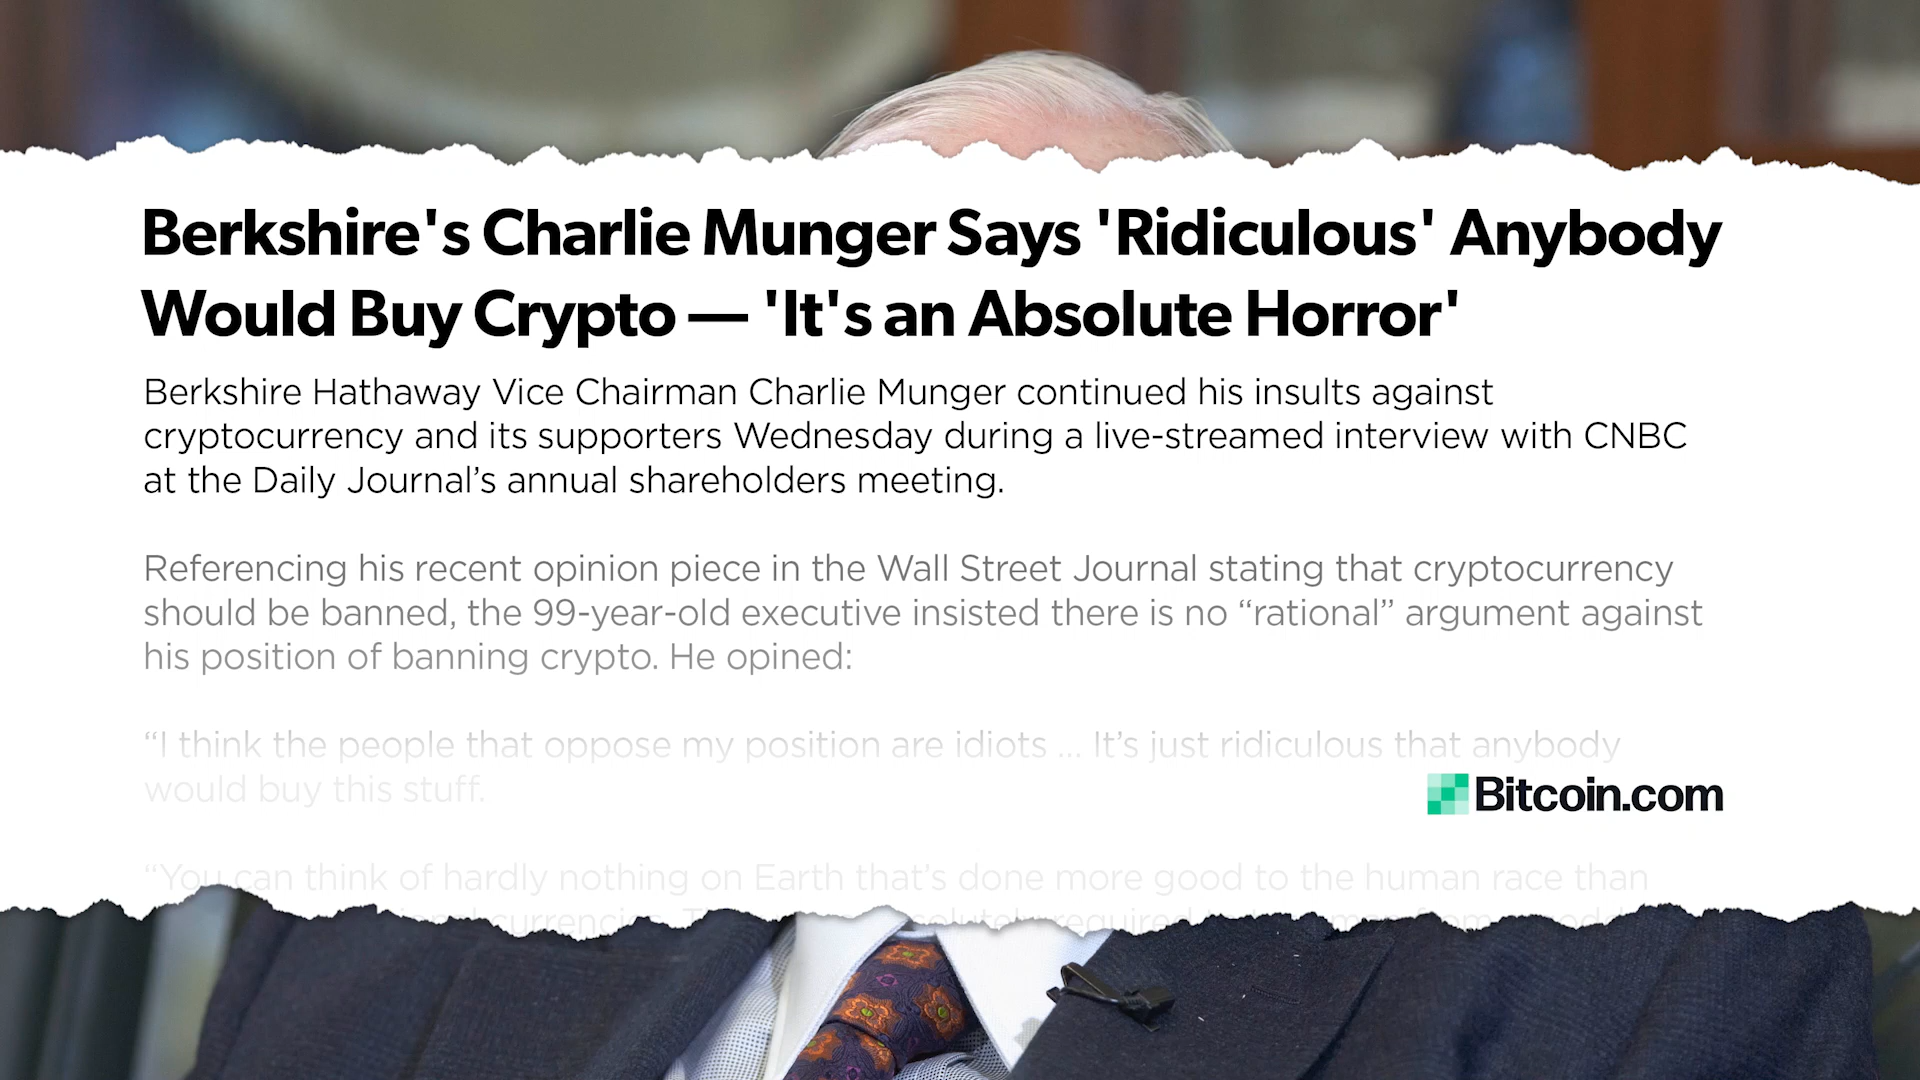 Berkshire's Charlie Munger Says 'Ridiculous' Anybody
Would Buy Crypto — 'It's an Absolute Horror'
Berkshire Hathaway Vice Chairman Charlie Munger continued his insults against
cryptocurrency and its supporters Wednesday during a live-streamed interview with CNBC
at the Daily Journal’s annual shareholders meeting.
Referencing his recent opinion piece in the Wall Street Journal stating that cryptocurrency
should be banned, the 99-year-old executive insisted there is no “rational” argument against
his position of banning crypto. He opined:
“I think the people that oppose my position are idiots ... It’s just ridiculous that anybody
would buy this stuff.
Bitcoin.com
“You can think of hardly nothing on Earth that’s done more good to the human race than
currencies. required